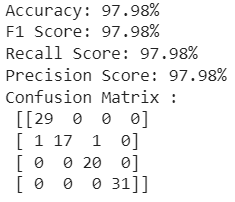 Accuracy: 97.98%
F1 Score: 97.98%
Recall Score: 97.98%
Precision Score: 97.98%
Confusion Matrix :
[[29  0  0  0]
[ 1 17  1  0]
[ 0  0 20  0]
[ 0  0  0 31]]